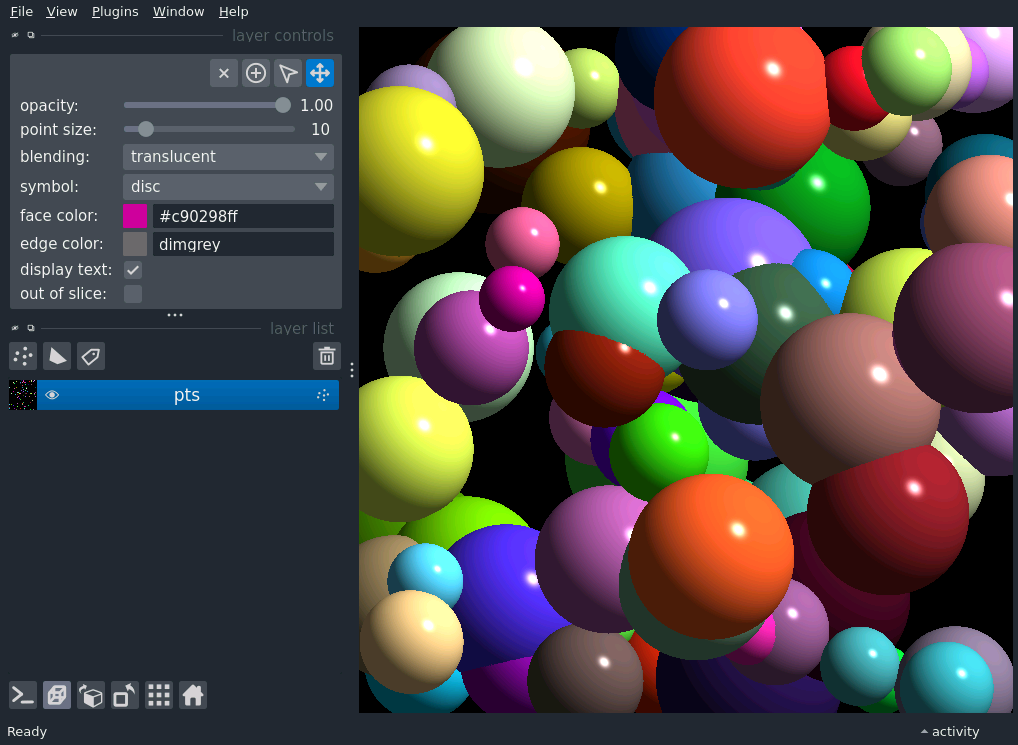 File View Plugins Window Help
layer controls
opacity: 1.00
point size: 10
blending: translucent
symbol: disc
face color: #c90298ff
edge color: dimgrey
display text:
out of slice:
layer list
pts
Ready activity